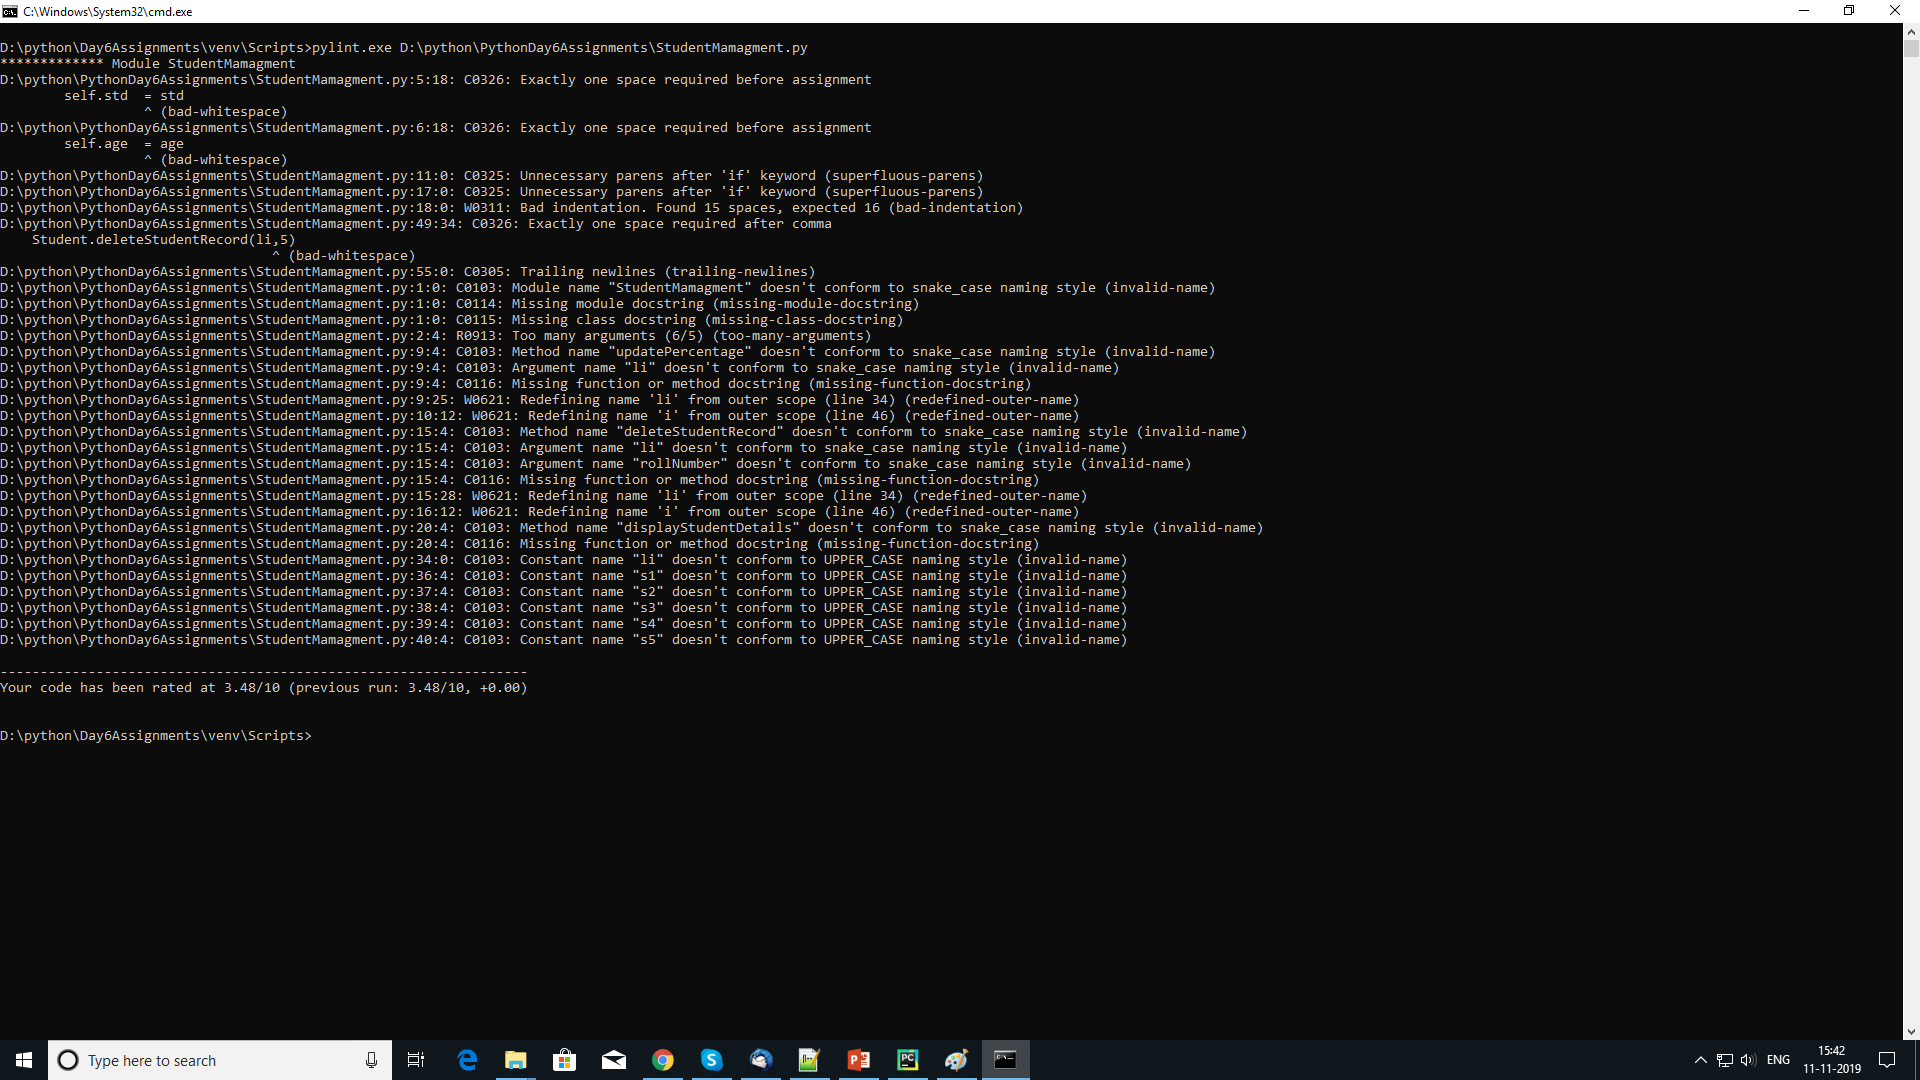 C:\Windows\System32\cmd.exe
D:\python\Day6Assignments\venv\Scripts>pylint.exe D:\python\PythonDay6Assignments\StudentMamagment.py
************* Module StudentMamagment
D:\python\PythonDay6Assignments\StudentMamagment.py:5:18: C0326: Exactly one space required before assignment
        self.std  = std
                  ^ (bad-whitespace)
D:\python\PythonDay6Assignments\StudentMamagment.py:6:18: C0326: Exactly one space required before assignment
        self.age  = age
                  ^ (bad-whitespace)
D:\python\PythonDay6Assignments\StudentMamagment.py:11:0: C0325: Unnecessary parens after 'if' keyword (superfluous-parens)
D:\python\PythonDay6Assignments\StudentMamagment.py:17:0: C0325: Unnecessary parens after 'if' keyword (superfluous-parens)
D:\python\PythonDay6Assignments\StudentMamagment.py:18:0: W0311: Bad indentation. Found 15 spaces, expected 16 (bad-indentation)
D:\python\PythonDay6Assignments\StudentMamagment.py:49:34: C0326: Exactly one space required after comma
    Student.deleteStudentRecord(li,5)
                                  ^ (bad-whitespace)
D:\python\PythonDay6Assignments\StudentMamagment.py:55:0: C0305: Trailing newlines (trailing-newlines)
D:\python\PythonDay6Assignments\StudentMamagment.py:1:0: C0103: Module name "StudentMamagment" doesn't conform to snake_case naming style (invalid-name)
D:\python\PythonDay6Assignments\StudentMamagment.py:1:0: C0114: Missing module docstring (missing-module-docstring)
D:\python\PythonDay6Assignments\StudentMamagment.py:1:0: C0115: Missing class docstring (missing-class-docstring)
D:\python\PythonDay6Assignments\StudentMamagment.py:2:4: R0913: Too many arguments (6/5) (too-many-arguments)
D:\python\PythonDay6Assignments\StudentMamagment.py:9:4: C0103: Method name "updatePercentage" doesn't conform to snake_case naming style (invalid-name)
D:\python\PythonDay6Assignments\StudentMamagment.py:9:4: C0103: Argument name "li" doesn't conform to snake_case naming style (invalid-name)
D:\python\PythonDay6Assignments\StudentMamagment.py:9:4: C0116: Missing function or method docstring (missing-function-docstring)
D:\python\PythonDay6Assignments\StudentMamagment.py:9:25: W0621: Redefining name 'li' from outer scope (line 34) (redefined-outer-name)
D:\python\PythonDay6Assignments\StudentMamagment.py:10:12: W0621: Redefining name 'i' from outer scope (line 46) (redefined-outer-name)
D:\python\PythonDay6Assignments\StudentMamagment.py:15:4: C0103: Method name "deleteStudentRecord" doesn't conform to snake_case naming style (invalid-name)
D:\python\PythonDay6Assignments\StudentMamagment.py:15:4: C0103: Argument name "li" doesn't conform to snake_case naming style (invalid-name)
D:\python\PythonDay6Assignments\StudentMamagment.py:15:4: C0103: Argument name "rollNumber" doesn't conform to snake_case naming style (invalid-name)
D:\python\PythonDay6Assignments\StudentMamagment.py:15:4: C0116: Missing function or method docstring (missing-function-docstring)
D:\python\PythonDay6Assignments\StudentMamagment.py:15:28: W0621: Redefining name 'li' from outer scope (line 34) (redefined-outer-name)
D:\python\PythonDay6Assignments\StudentMamagment.py:16:12: W0621: Redefining name 'i' from outer scope (line 46) (redefined-outer-name)
D:\python\PythonDay6Assignments\StudentMamagment.py:20:4: C0103: Method name "displayStudentDetails" doesn't conform to snake_case naming style (invalid-name)
D:\python\PythonDay6Assignments\StudentMamagment.py:20:4: C0116: Missing function or method docstring (missing-function-docstring)
D:\python\PythonDay6Assignments\StudentMamagment.py:34:0: C0103: Constant name "li" doesn't conform to UPPER_CASE naming style (invalid-name)
D:\python\PythonDay6Assignments\StudentMamagment.py:36:4: C0103: Constant name "s1" doesn't conform to UPPER_CASE naming style (invalid-name)
D:\python\PythonDay6Assignments\StudentMamagment.py:37:4: C0103: Constant name "s2" doesn't conform to UPPER_CASE naming style (invalid-name)
D:\python\PythonDay6Assignments\StudentMamagment.py:38:4: C0103: Constant name "s3" doesn't conform to UPPER_CASE naming style (invalid-name)
D:\python\PythonDay6Assignments\StudentMamagment.py:39:4: C0103: Constant name "s4" doesn't conform to UPPER_CASE naming style (invalid-name)
D:\python\PythonDay6Assignments\StudentMamagment.py:40:4: C0103: Constant name "s5" doesn't conform to UPPER_CASE naming style (invalid-name)
------------------------------------------------------------------
Your code has been rated at 3.48/10 (previous run: 3.48/10, +0.00)
D:\python\Day6Assignments\venv\Scripts>
Type here to search
ENG
15:42
11-11-2019